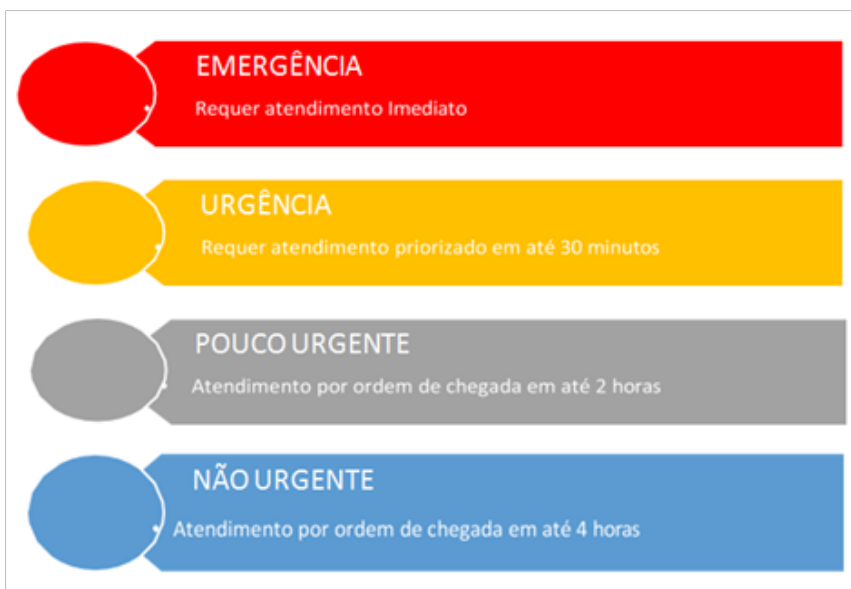 EMERGÊNCIA
Requer atendimento Imediato
URGÊNCIA
Requer atendimento priorizado em até 30 minutos
POUCO URGENTE
Atendimento por ordem de chegada em até 2 horas
NÃO URGENTE
Atendimento por ordem de chegada em até 4 horas